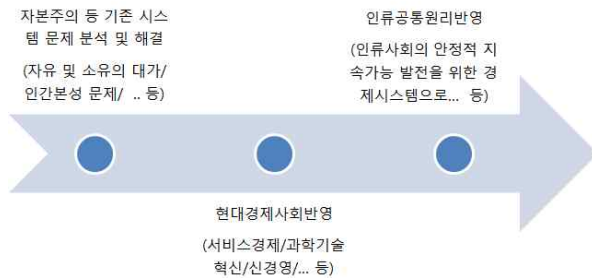 자본주의 등 기존 시스
템 문제 분석 및 해결
(자유 및 소유의 대가/
인간본성 문제/ .. 등)
현대경제사회반영
(서비스경제/과학기술
혁신/신경영/... 등)
인류공통원리반영
(인류사회의 안정적 지
속가능 발전을 위한 경
제시스템으로... 등)